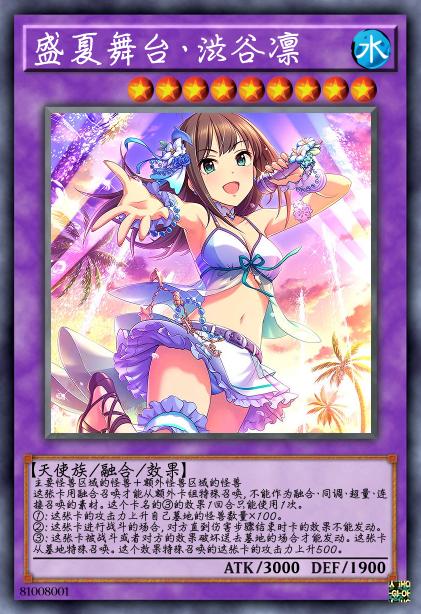 盛夏舞台·渋谷凛
水
【天使族/融合/效果】
主要怪兽区域的怪兽＋额外怪兽区域的怪兽
这张卡用融合召唤才能从额外卡组特殊召唤,不能作为融合·同调·超量·连
接召唤的素材。这个卡名的③的效果1回合只能使用1次。
①:这张卡的攻击力上升自己墓地的怪兽数量×100。
②:这张卡进行战斗的场合,对方直到伤害步骤结束时卡的效果不能发动。
③:这张卡被战斗或者对方的效果破坏送去墓地的场合才能发动。这张卡
从墓地特殊召唤。这个效果特殊召唤的这张卡的攻击力上升500。
ATK/3000 DEF/1900
81008001